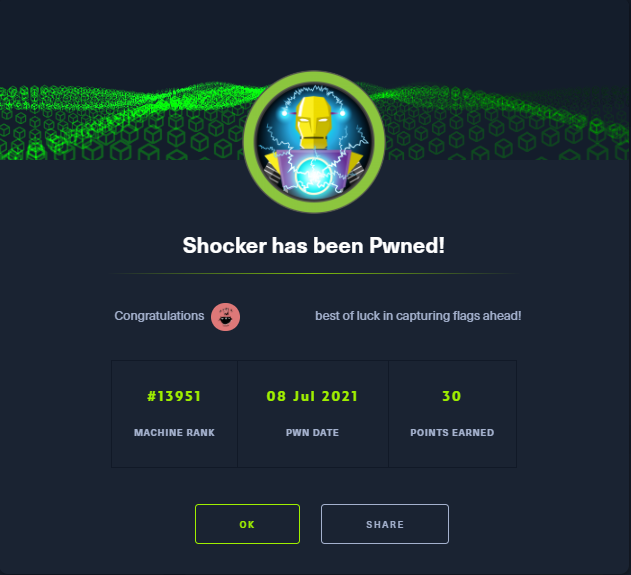 Shocker has been Pwned!
Congratulations best of luck in capturing flags ahead!
#13951 08 Jul 2021 30
MACHINE RANK PWN DATE POINTS EARNED
OK SHARE